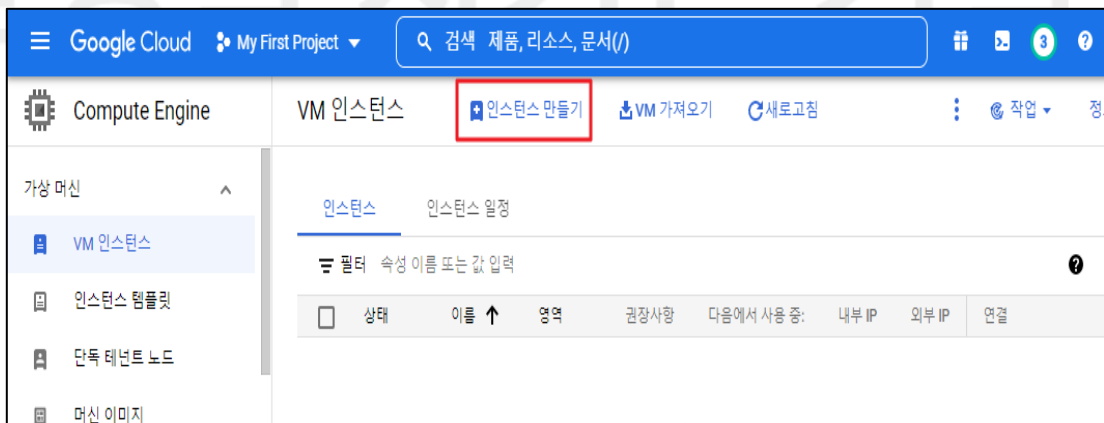 Google Cloud My First Project 검색 제품, 리소스, 문서(/) 3 ?
Compute Engine VM 인스턴스 인스턴스 만들기 VM 가져오기 새로고침 작업
가상 머신
인스턴스 인스턴스 일정
VM 인스턴스
필터 속성 이름 또는 값 입력 ?
인스턴스 템플릿
상태 이름 ↑ 영역 권장사항 다음에서 사용 중: 내부 IP 외부 IP 연결
단독 테넌트 노드
머신 이미지